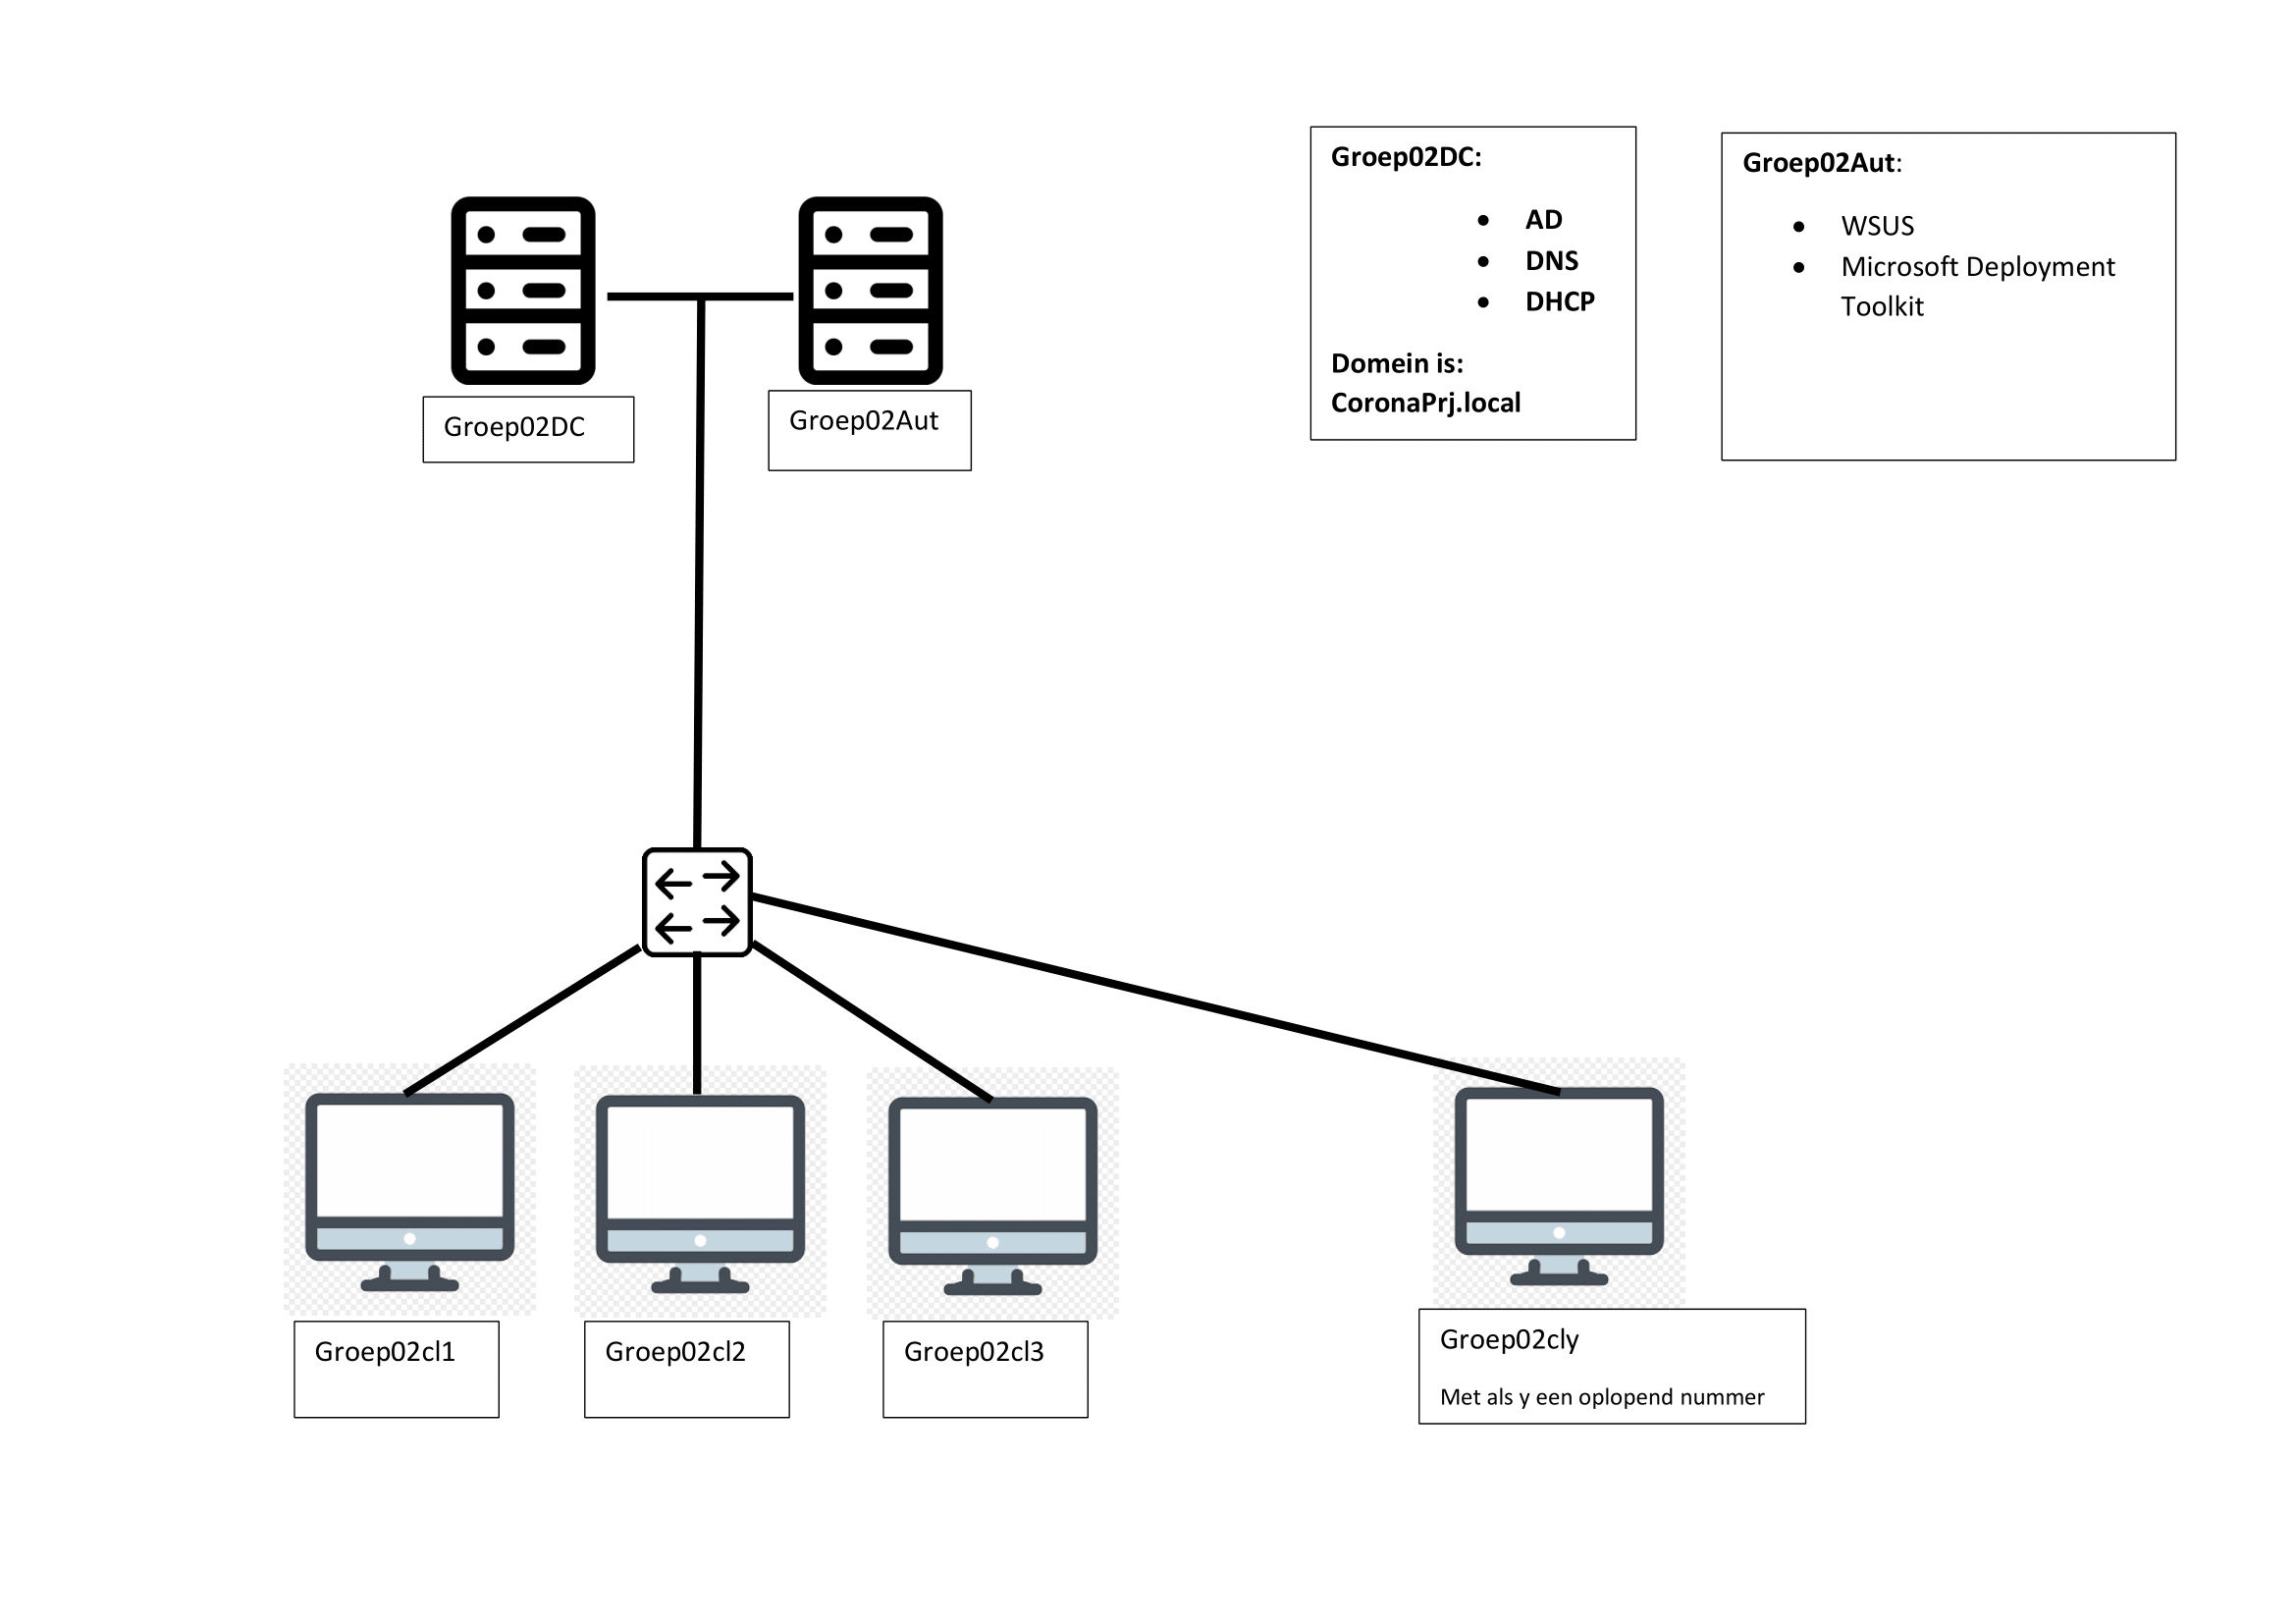 Groep02DC:
• AD
• DNS
• DHCP
Domein is:
CoronaPrj.local
Groep02Aut:
• WSUS
• Microsoft Deployment
Toolkit
Groep02DC
Groep02Aut
Groep02cl1
Groep02cl2
Groep02cl3
Groep02cly
Met als y een oplopend nummer